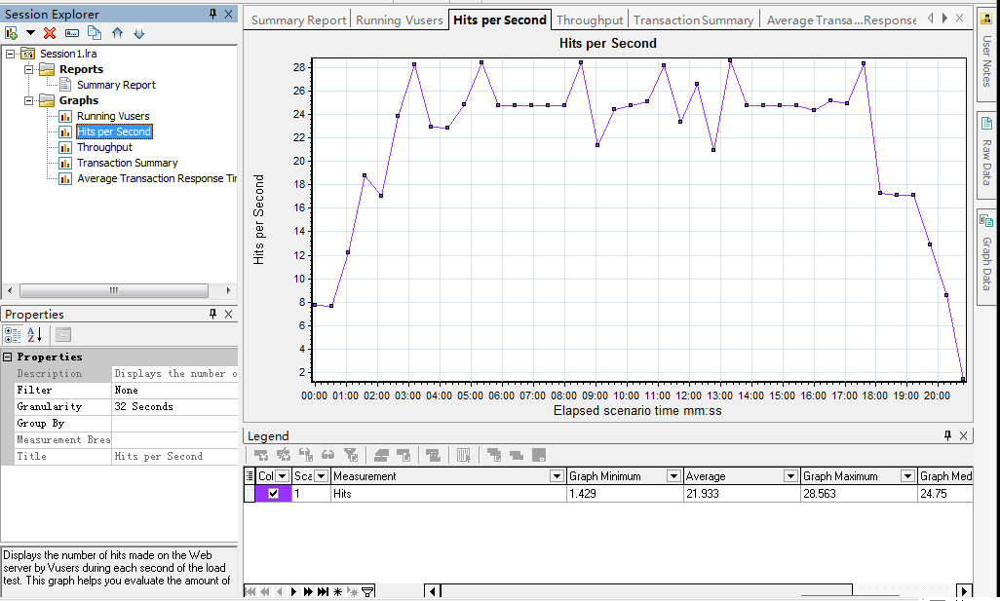 Session Explorer
Session1.lra
Reports
Summary Report
Graphs
Running Vusers
Hits per Second
Throughput
Transaction Summary
Average Transaction Response Tir
Properties
Properties
Description Displays the number o
Filter None
Granularity 32 Seconds
Group By
Measurement Brea
Title Hits per Second
Displays the number of hits made on the Web
server by Vusers during each second of the load
test. This graph helps you evaluate the amount of
Summary Report Running Vusers Hits per Second Throughput Transaction Summary Average Transa...Response
Hits per Second
28
26
24
22
20
18
16
14
12
10
8
6
4
2
Hits per Second
00:00 01:00 02:00 03:00 04:00 05:00 06:00 07:00 08:00 09:00 10:00 11:00 12:00 13:00 14:00 15:00 16:00 17:00 18:00 19:00 20:00
Elapsed scenario time mm:ss
Legend
Col Sca Measurement Graph Minimum Average Graph Maximum Graph Med
1 Hits 1.429 21.933 28.563 24.75
User Notes
Raw Data
Graph Data